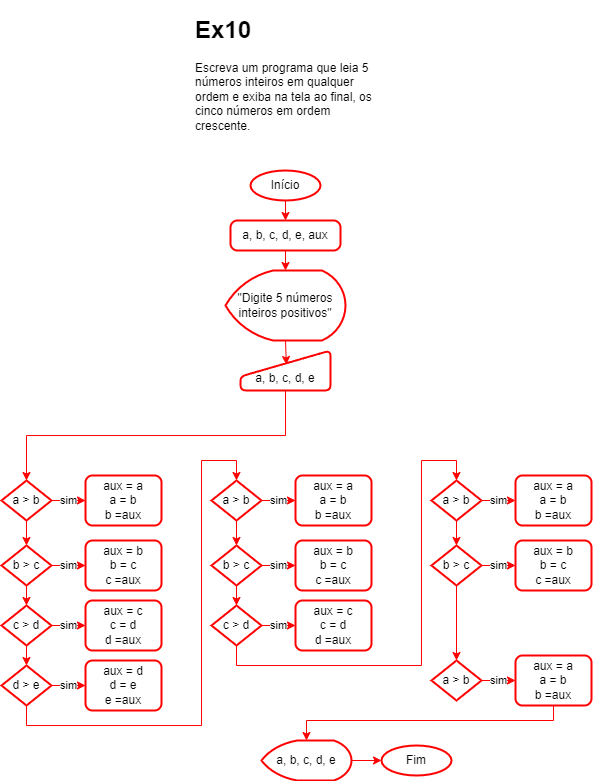 Ex10
Escreva um programa que leia 5
números inteiros em qualquer
ordem e exiba na tela ao final, os
cinco números em ordem
crescente.
Início
a, b, c, d, e, aux
"Digite 5 números
inteiros positivos"
a, b, c, d, e
a > b
sim
aux = a
a = b
b =aux
b > c
sim
aux = b
b = c
c =aux
c > d
sim
aux = c
c = d
d =aux
d > e
sim
aux = d
d = e
e =aux
a > b
sim
aux = a
a = b
b =aux
b > c
sim
aux = b
b = c
c =aux
c > d
sim
aux = c
c = d
d =aux
a > b
sim
aux = a
a = b
b =aux
b > c
sim
aux = b
b = c
c =aux
a > b
sim
aux = a
a = b
b =aux
a, b, c, d, e
Fim